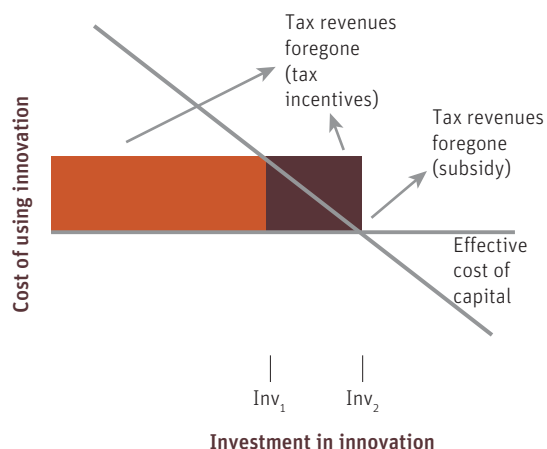 Tax revenues
foregone
(tax
incentives)
Tax revenues
foregone
(subsidy)
Effective
cost of
capital
Cost of using innovation
Inv1
Inv2
Investment in innovation